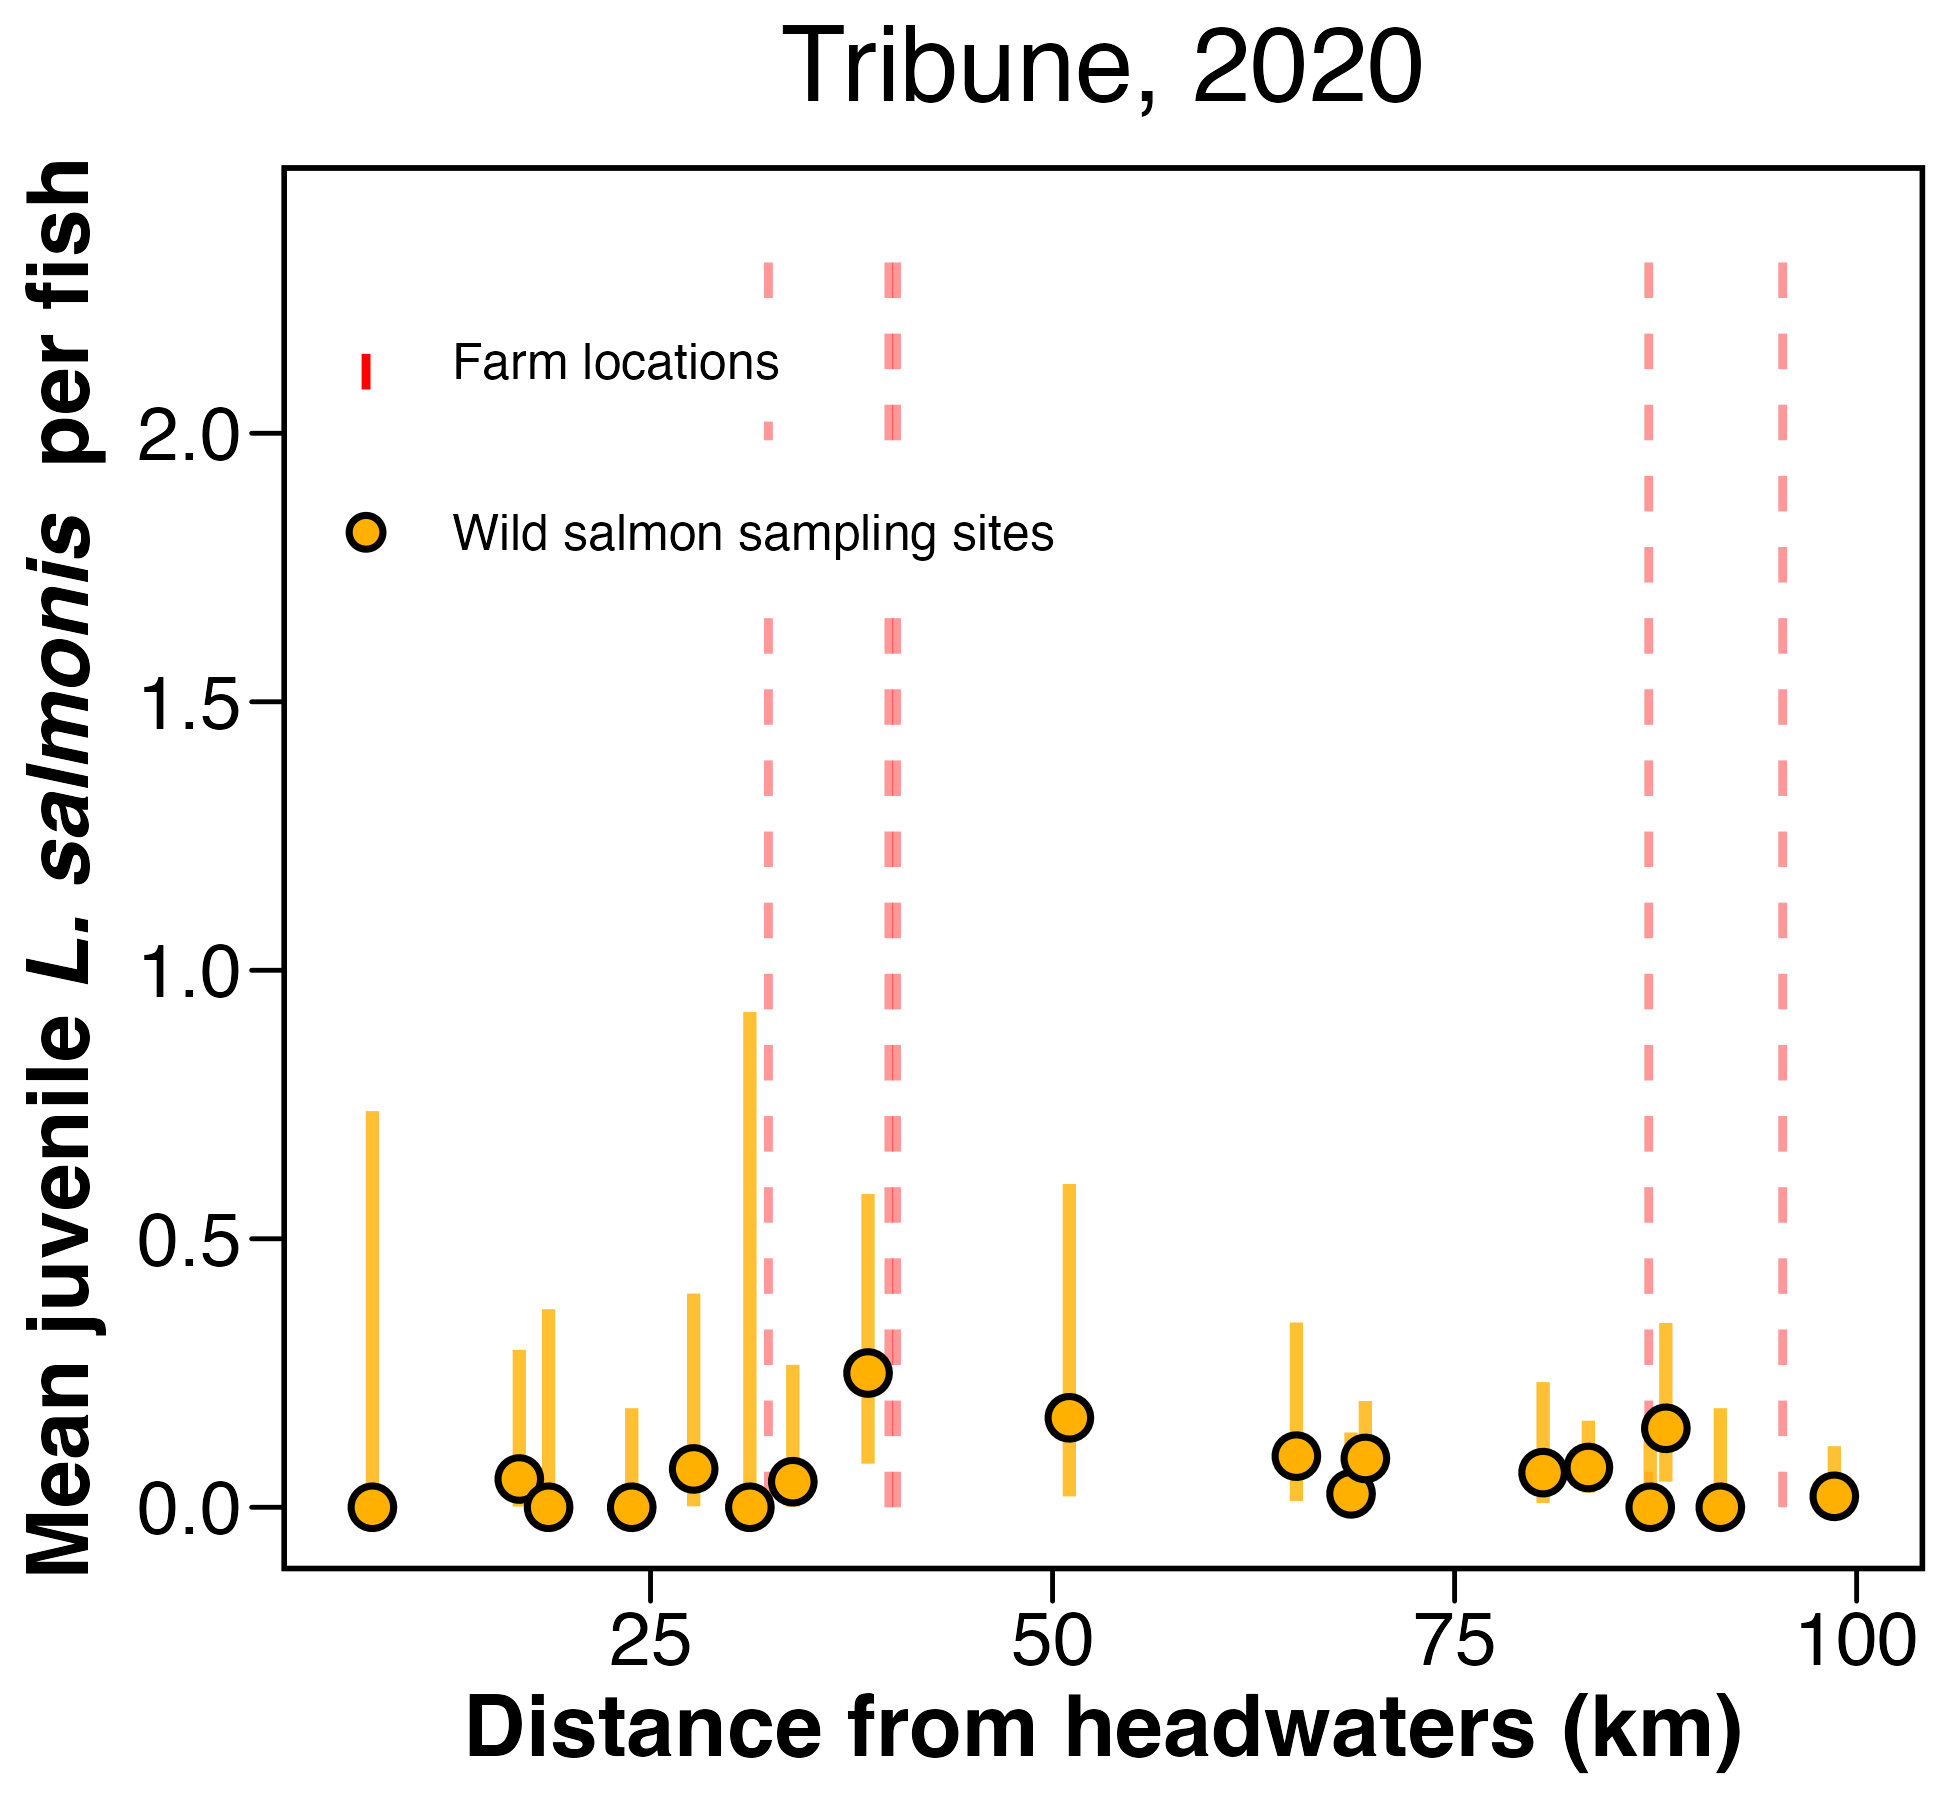 Tribune, 2020
Mean juvenile L. salmonis per fish
2.0
1.5
1.0
0.5
0.0
Farm locations
Wild salmon sampling sites
25 50 75 100
Distance from headwaters (km)